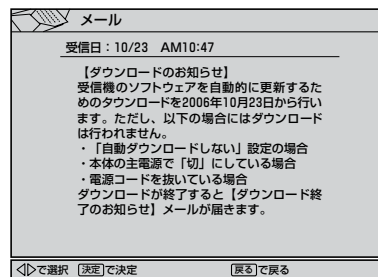 メール
受信日：10/23　AM10:47
【ダウンロードのお知らせ】
受信機のソフトウェアを自動的に更新するた
めのダウンロードを2006年10月23日から行い
ます。ただし、以下の場合にはダウンロード
は行われません。
・「自動ダウンロードしない」設定の場合
・本体の主電源で「切」にしている場合
・電源コードを抜いている場合
ダウンロードが終了すると【ダウンロード終
了のお知らせ】メールが届きます。
で選択 決定で決定　戻るで戻る